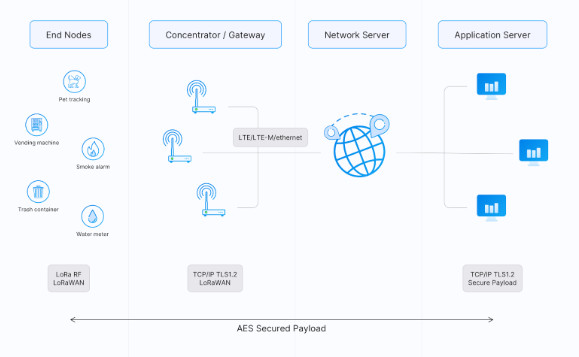 End Nodes
Concentrator / Gateway
Network Server
Application Server
Pet tracking
Vending machine
Smoke alarm
Trash container
Water meter
LTE/LTE-M/ethernet
LoRa RF
LoRaWAN
TCP/IP TLS1.2
LoRaWAN
TCP/IP TLS1.2
Secure Payload
AES Secured Payload